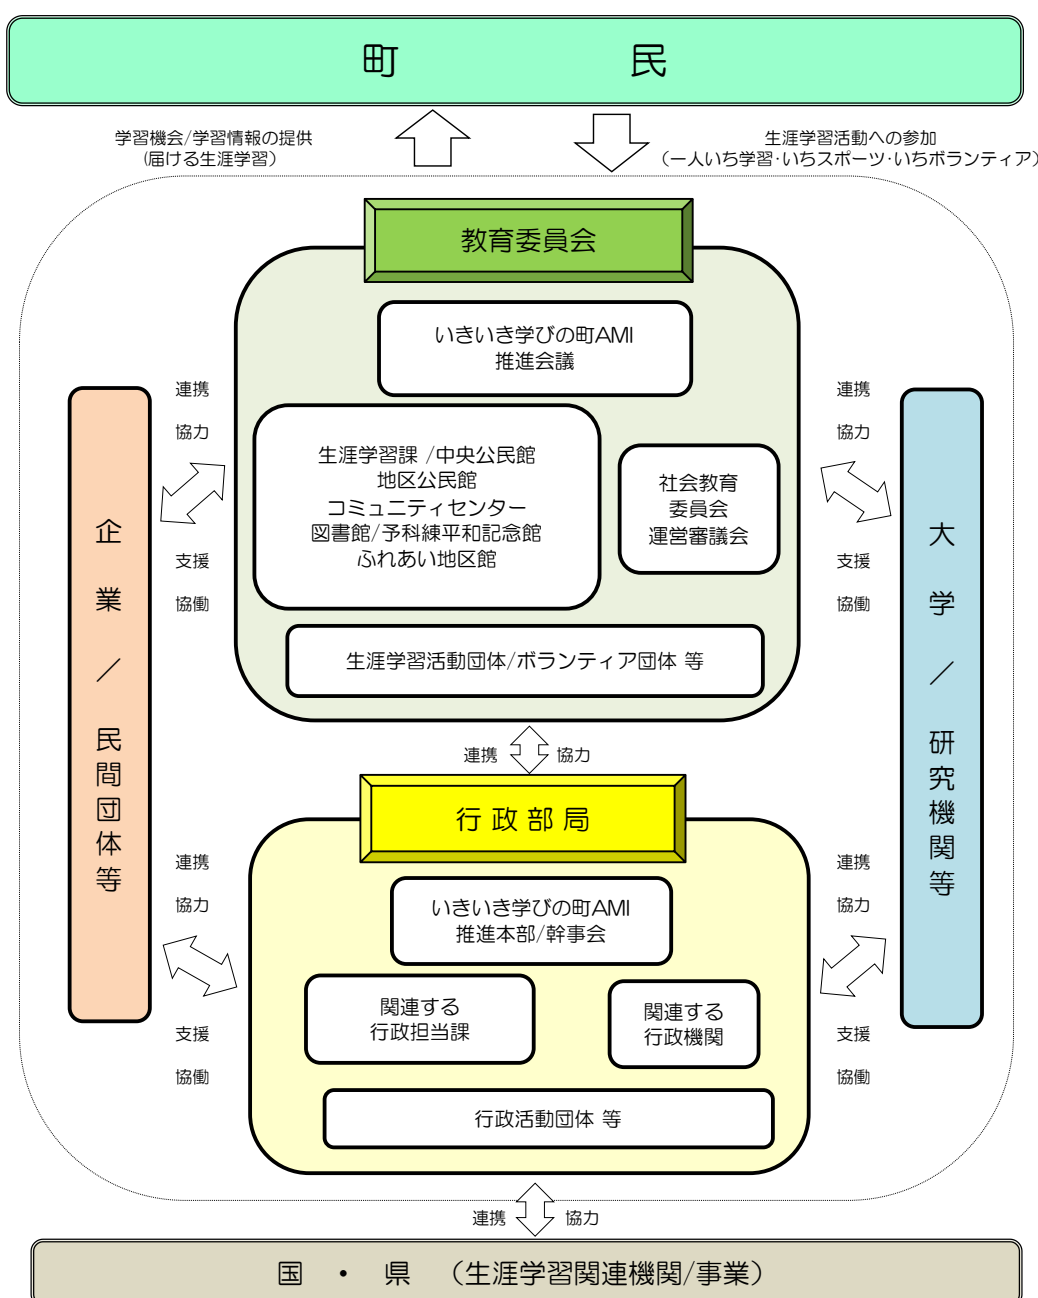 町　民
学習機会/学習情報の提供
(届ける生涯学習)
生涯学習活動への参加
(一人いち学習・いちスポーツ・いちボランティア)
教育委員会
いきいき学びの町AMI
推進会議
生涯学習課 /中央公民館
地区公民館
コミュニティセンター
図書館/予科練平和記念館
ふれあい地区館
社会教育
委員会
運営審議会
生涯学習活動団体/ボランティア団体 等
連携
協力
支援
協働
連携
協力
支援
協働
企業／民間団体等
大学／研究機関等
連携 協力
行政部局
いきいき学びの町AMI
推進本部/幹事会
関連する
行政担当課
関連する
行政機関
行政活動団体 等
連携
協力
支援
協働
連携
協力
支援
協働
連携 協力
国 ・ 県 （生涯学習関連機関/事業）